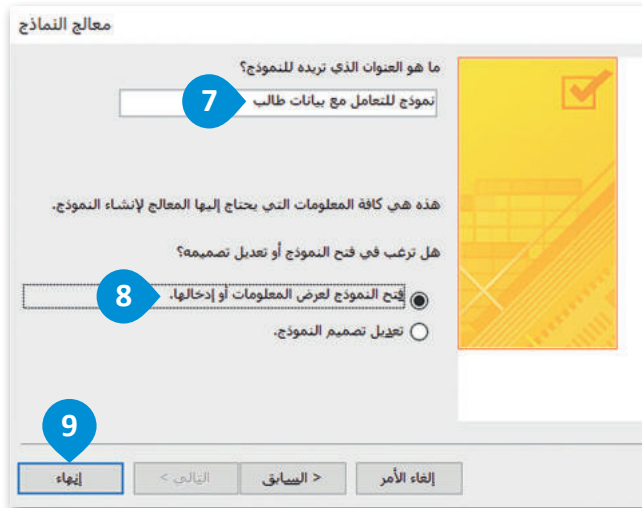 معالج النماذج
ما هو العنوان الذي تريده للنموذج؟
7
نموذج للتعامل مع بيانات طالب
هذه هي كافة المعلومات التي يحتاج إليها المعالج لإنشاء النموذج.
هل ترغب في فتح النموذج أو تعديل تصميمه؟
8
فتح النموذج لعرض المعلومات أو إدخالها.
تعديل تصميم النموذج.
9
إلغاء الأمر
< السابق
التالي >
إنهاء